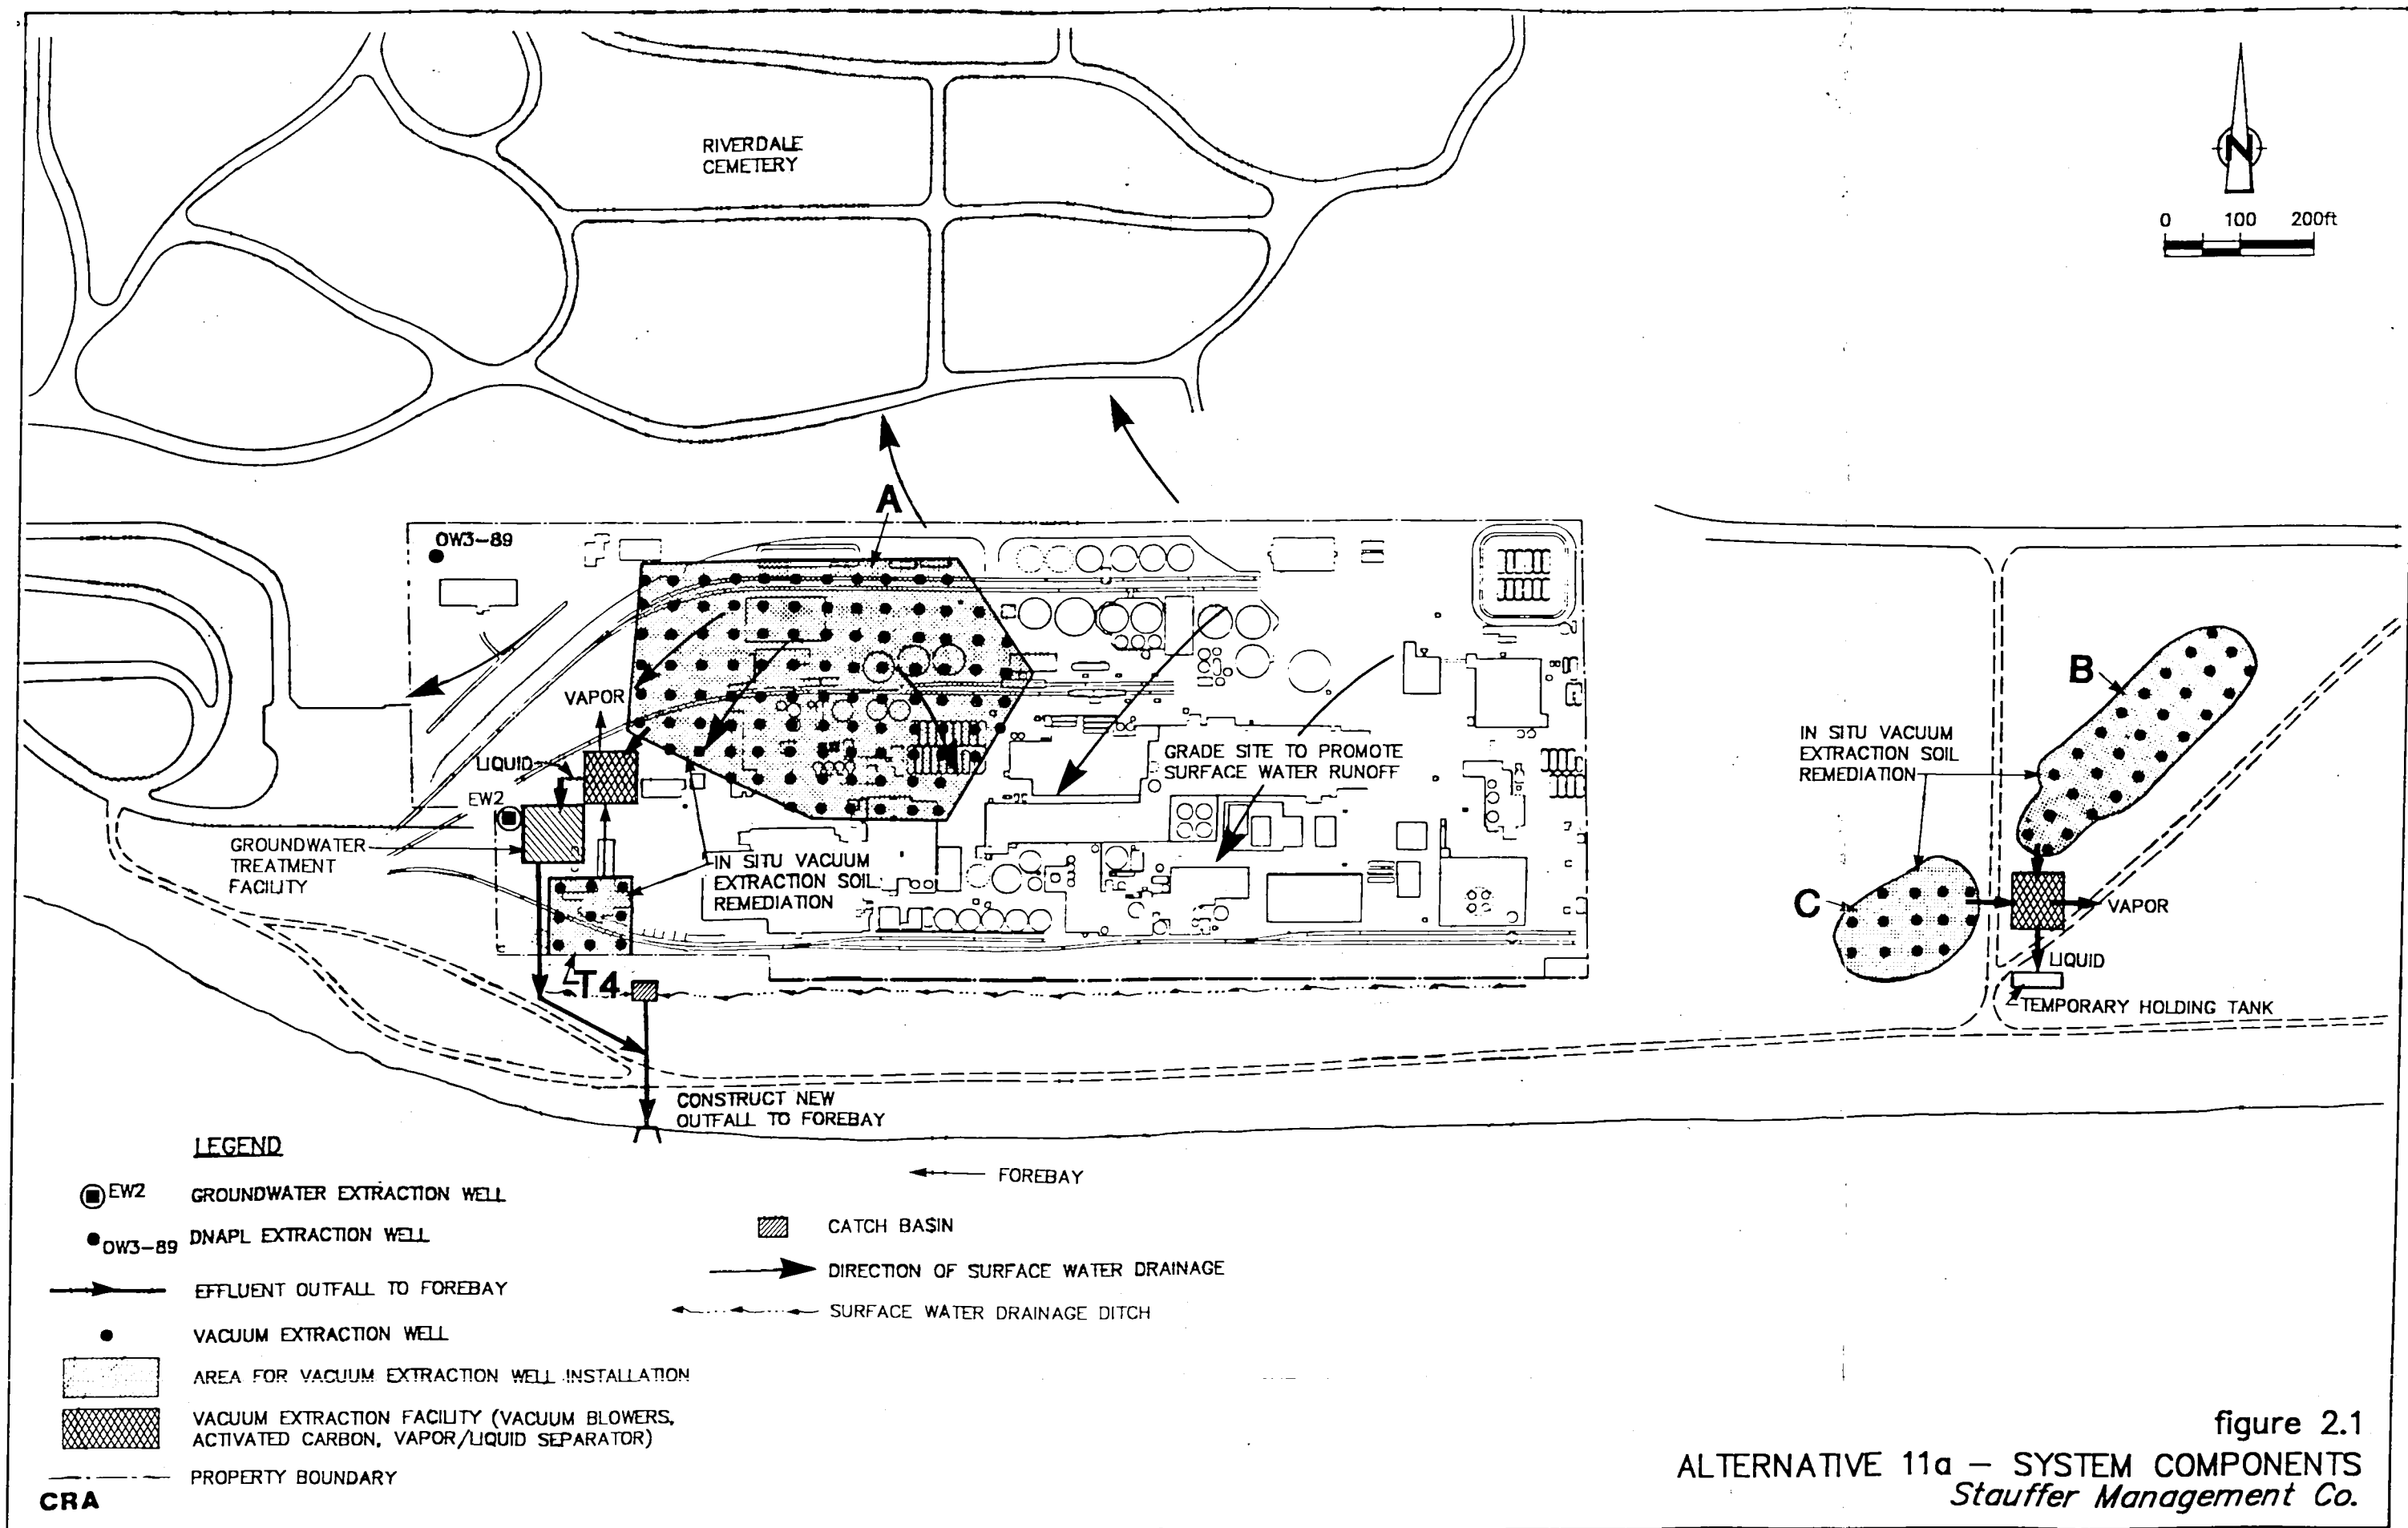 RIVERDALE
CEMETERY
N
0 100 200ft
A
OW3-89
VAPOR
LIQUID
EW2
GROUNDWATER
TREATMENT
FACILITY
IN SITU VACUUM
EXTRACTION SOIL
REMEDIATION
GRADE SITE TO PROMOTE
SURFACE WATER RUNOFF
T4
B
IN SITU VACUUM
EXTRACTION SOIL
REMEDIATION
C
VAPOR
LIQUID
TEMPORARY HOLDING TANK
CONSTRUCT NEW
OUTFALL TO FOREBAY
LEGEND
EW2 GROUNDWATER EXTRACTION WELL
OW3-89 DNAPL EXTRACTION WELL
EFFLUENT OUTFALL TO FOREBAY
VACUUM EXTRACTION WELL
AREA FOR VACUUM EXTRACTION WELL INSTALLATION
VACUUM EXTRACTION FACILITY (VACUUM BLOWERS,
ACTIVATED CARBON, VAPOR/LIQUID SEPARATOR)
PROPERTY BOUNDARY
FOREBAY
CATCH BASIN
DIRECTION OF SURFACE WATER DRAINAGE
SURFACE WATER DRAINAGE DITCH
CRA
figure 2.1
ALTERNATIVE 11a – SYSTEM COMPONENTS
Stauffer Management Co.